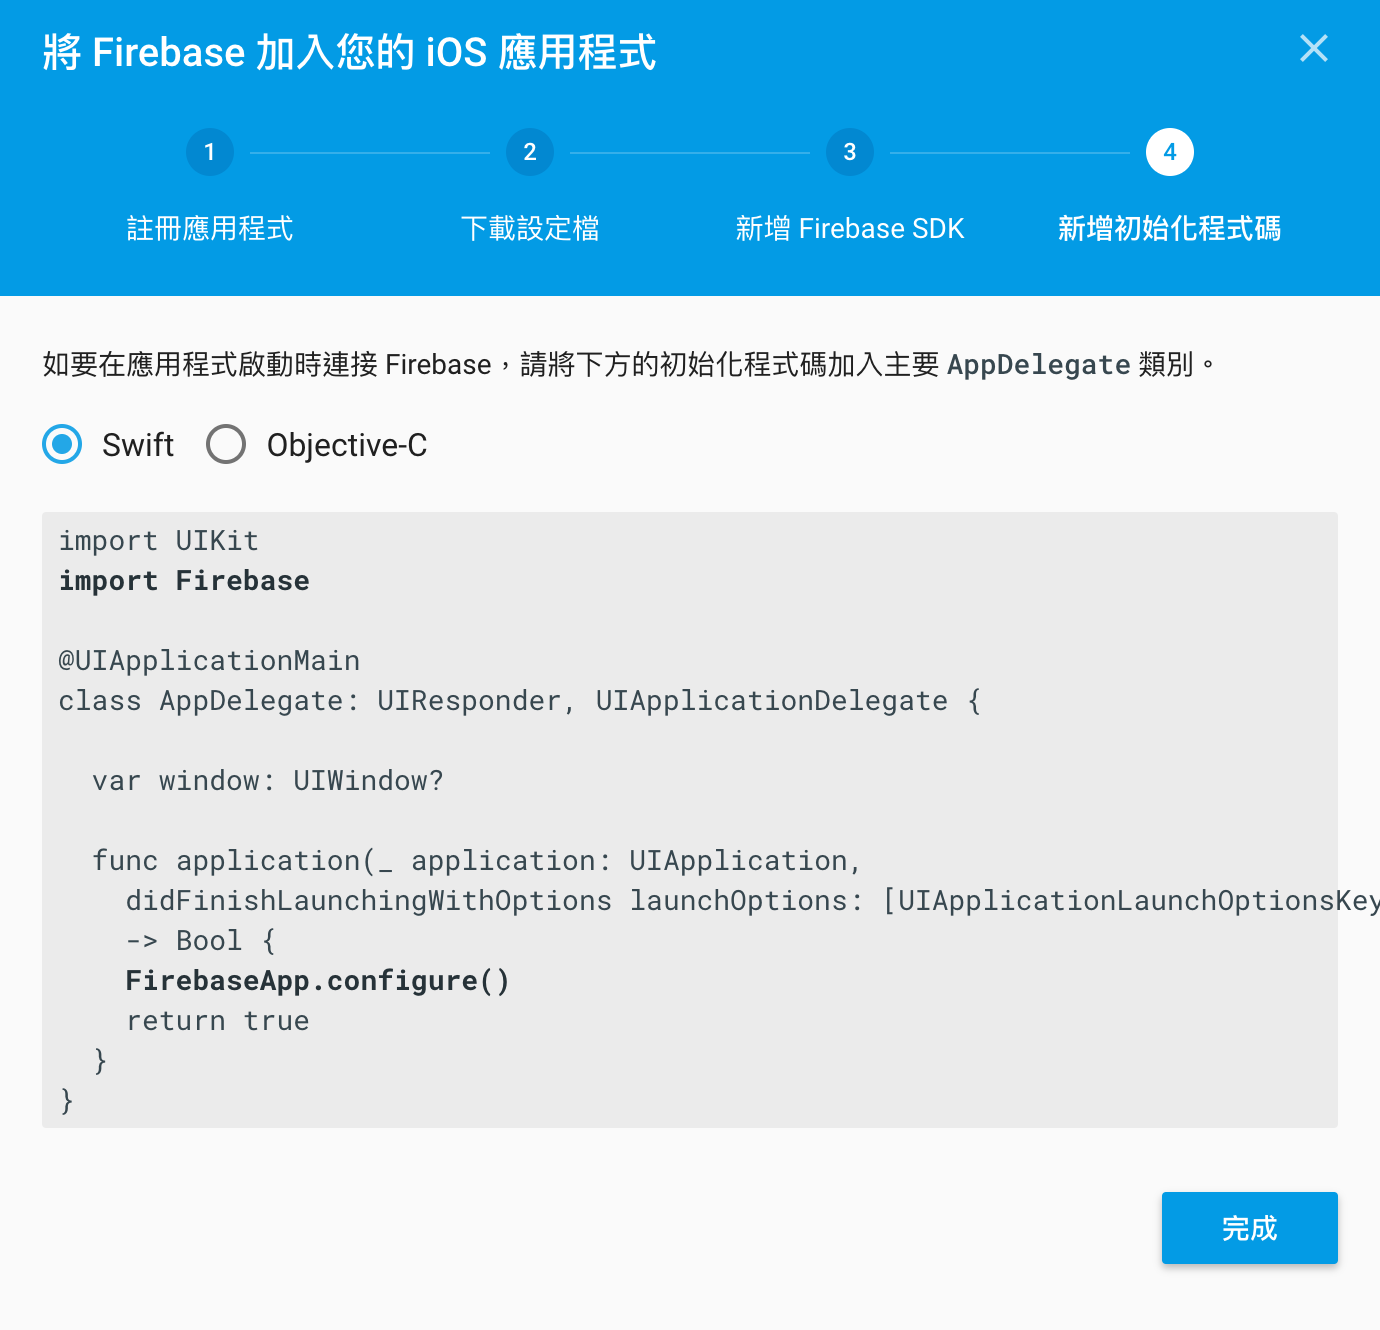 將 Firebase 加入您的 iOS 應用程式
1
2
3
4
註冊應用程式
下載設定檔
新增 Firebase SDK
新增初始化程式碼
如要在應用程式啟動時連接 Firebase，請將下方的初始化程式碼加入主要 AppDelegate 類別。
Swift
Objective-C
import UIKit
import Firebase
@UIApplicationMain
class AppDelegate: UIResponder, UIApplicationDelegate {
  var window: UIWindow?
  func application(_ application: UIApplication,
    didFinishLaunchingWithOptions launchOptions: [UIApplicationLaunchOptionsKey
    -> Bool {
    FirebaseApp.configure()
    return true
  }
}
完成